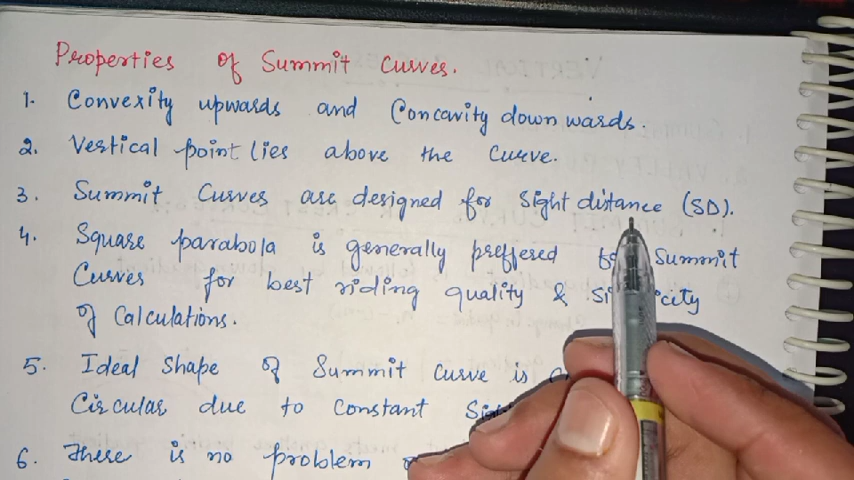 Properties of Summit Curves.
1. Convexity upwards and Concavity downwards.
2. Vertical point lies above the Curve.
3. Summit Curves are designed for Sight distance (SD).
4. Square parabola is generally preffered Summit
Curves for best riding quality &
of Calculations.
5. Ideal Shape of Summit Curve is
Circular due to Constant
6. There is no problem